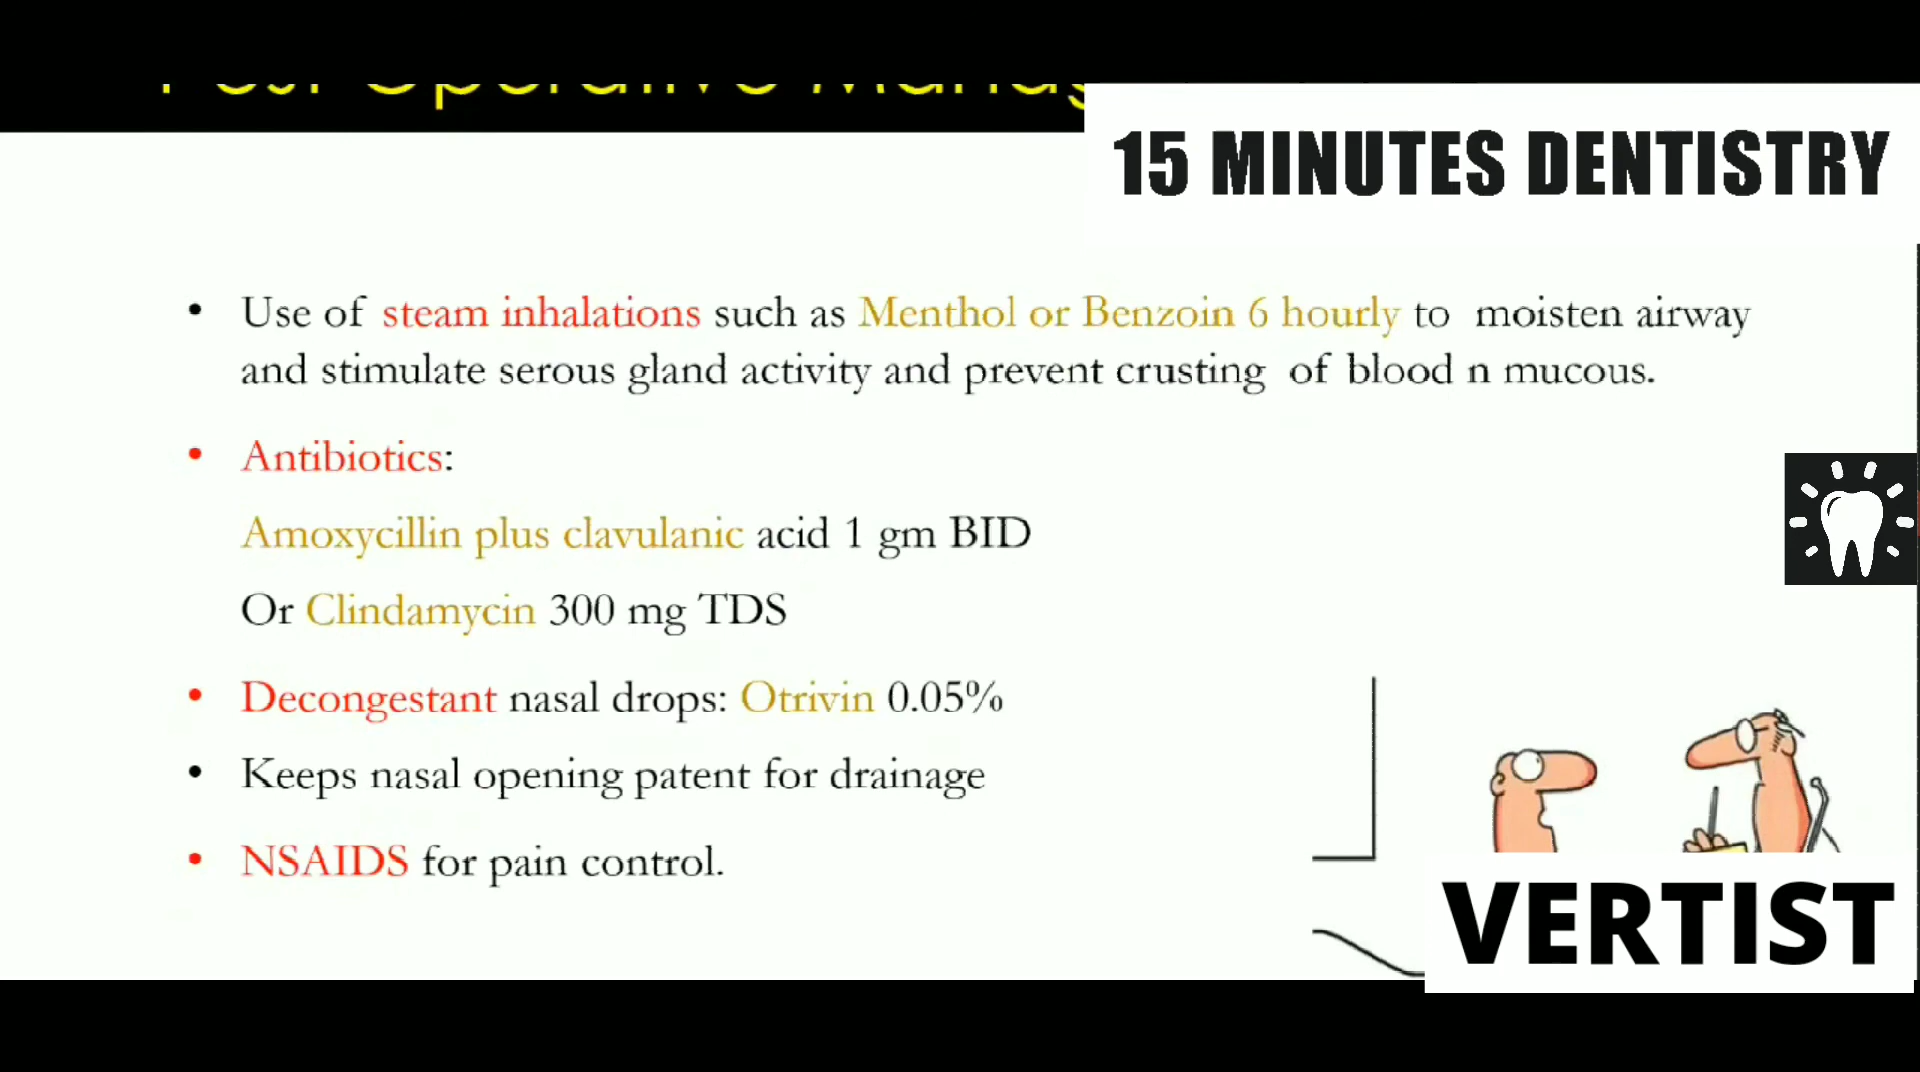 Post Operative Manag
15 MINUTES DENTISTRY
• Use of steam inhalations such as Menthol or Benzoin 6 hourly to moisten airway
and stimulate serous gland activity and prevent crusting of blood n mucous.
• Antibiotics:
Amoxycillin plus clavulanic acid 1 gm BID
Or Clindamycin 300 mg TDS
• Decongestant nasal drops: Otrivin 0.05%
• Keeps nasal opening patent for drainage
• NSAIDS for pain control.
VERTIST